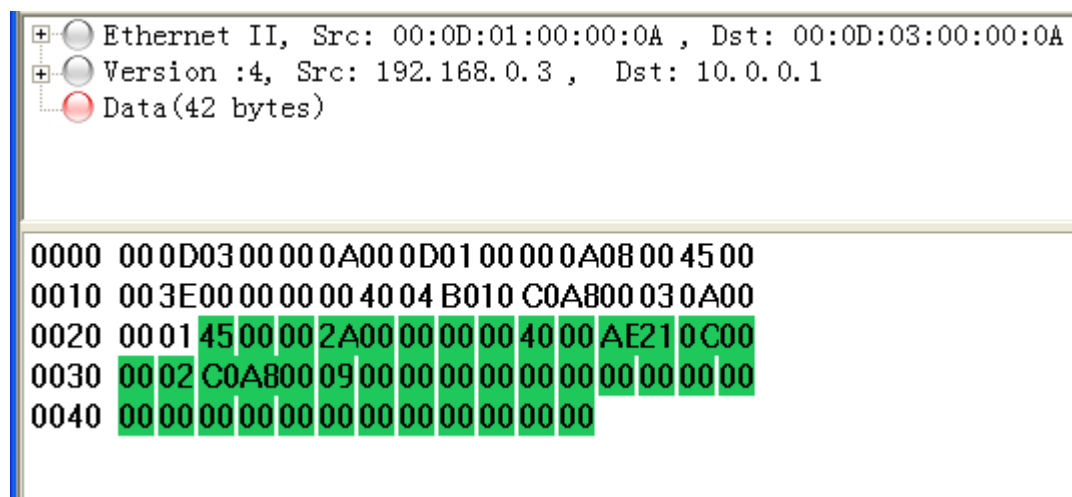 Ethernet II, Src: 00:0D:01:00:00:0A , Dst: 00:0D:03:00:00:0A
Version :4, Src: 192.168.0.3 , Dst: 10.0.0.1
Data(42 bytes)
0000 00 0D 03 00 00 0A 00 0D 01 00 00 0A 08 00 45 00
0010 00 3E 00 00 00 00 40 04 B0 10 C0 A8 00 03 0A 00
0020 00 01 45 00 00 2A 00 00 00 00 40 00 AE 21 0C 00
0030 00 02 C0 A8 00 09 00 00 00 00 00 00 00 00 00 00
0040 00 00 00 00 00 00 00 00 00 00 00 00